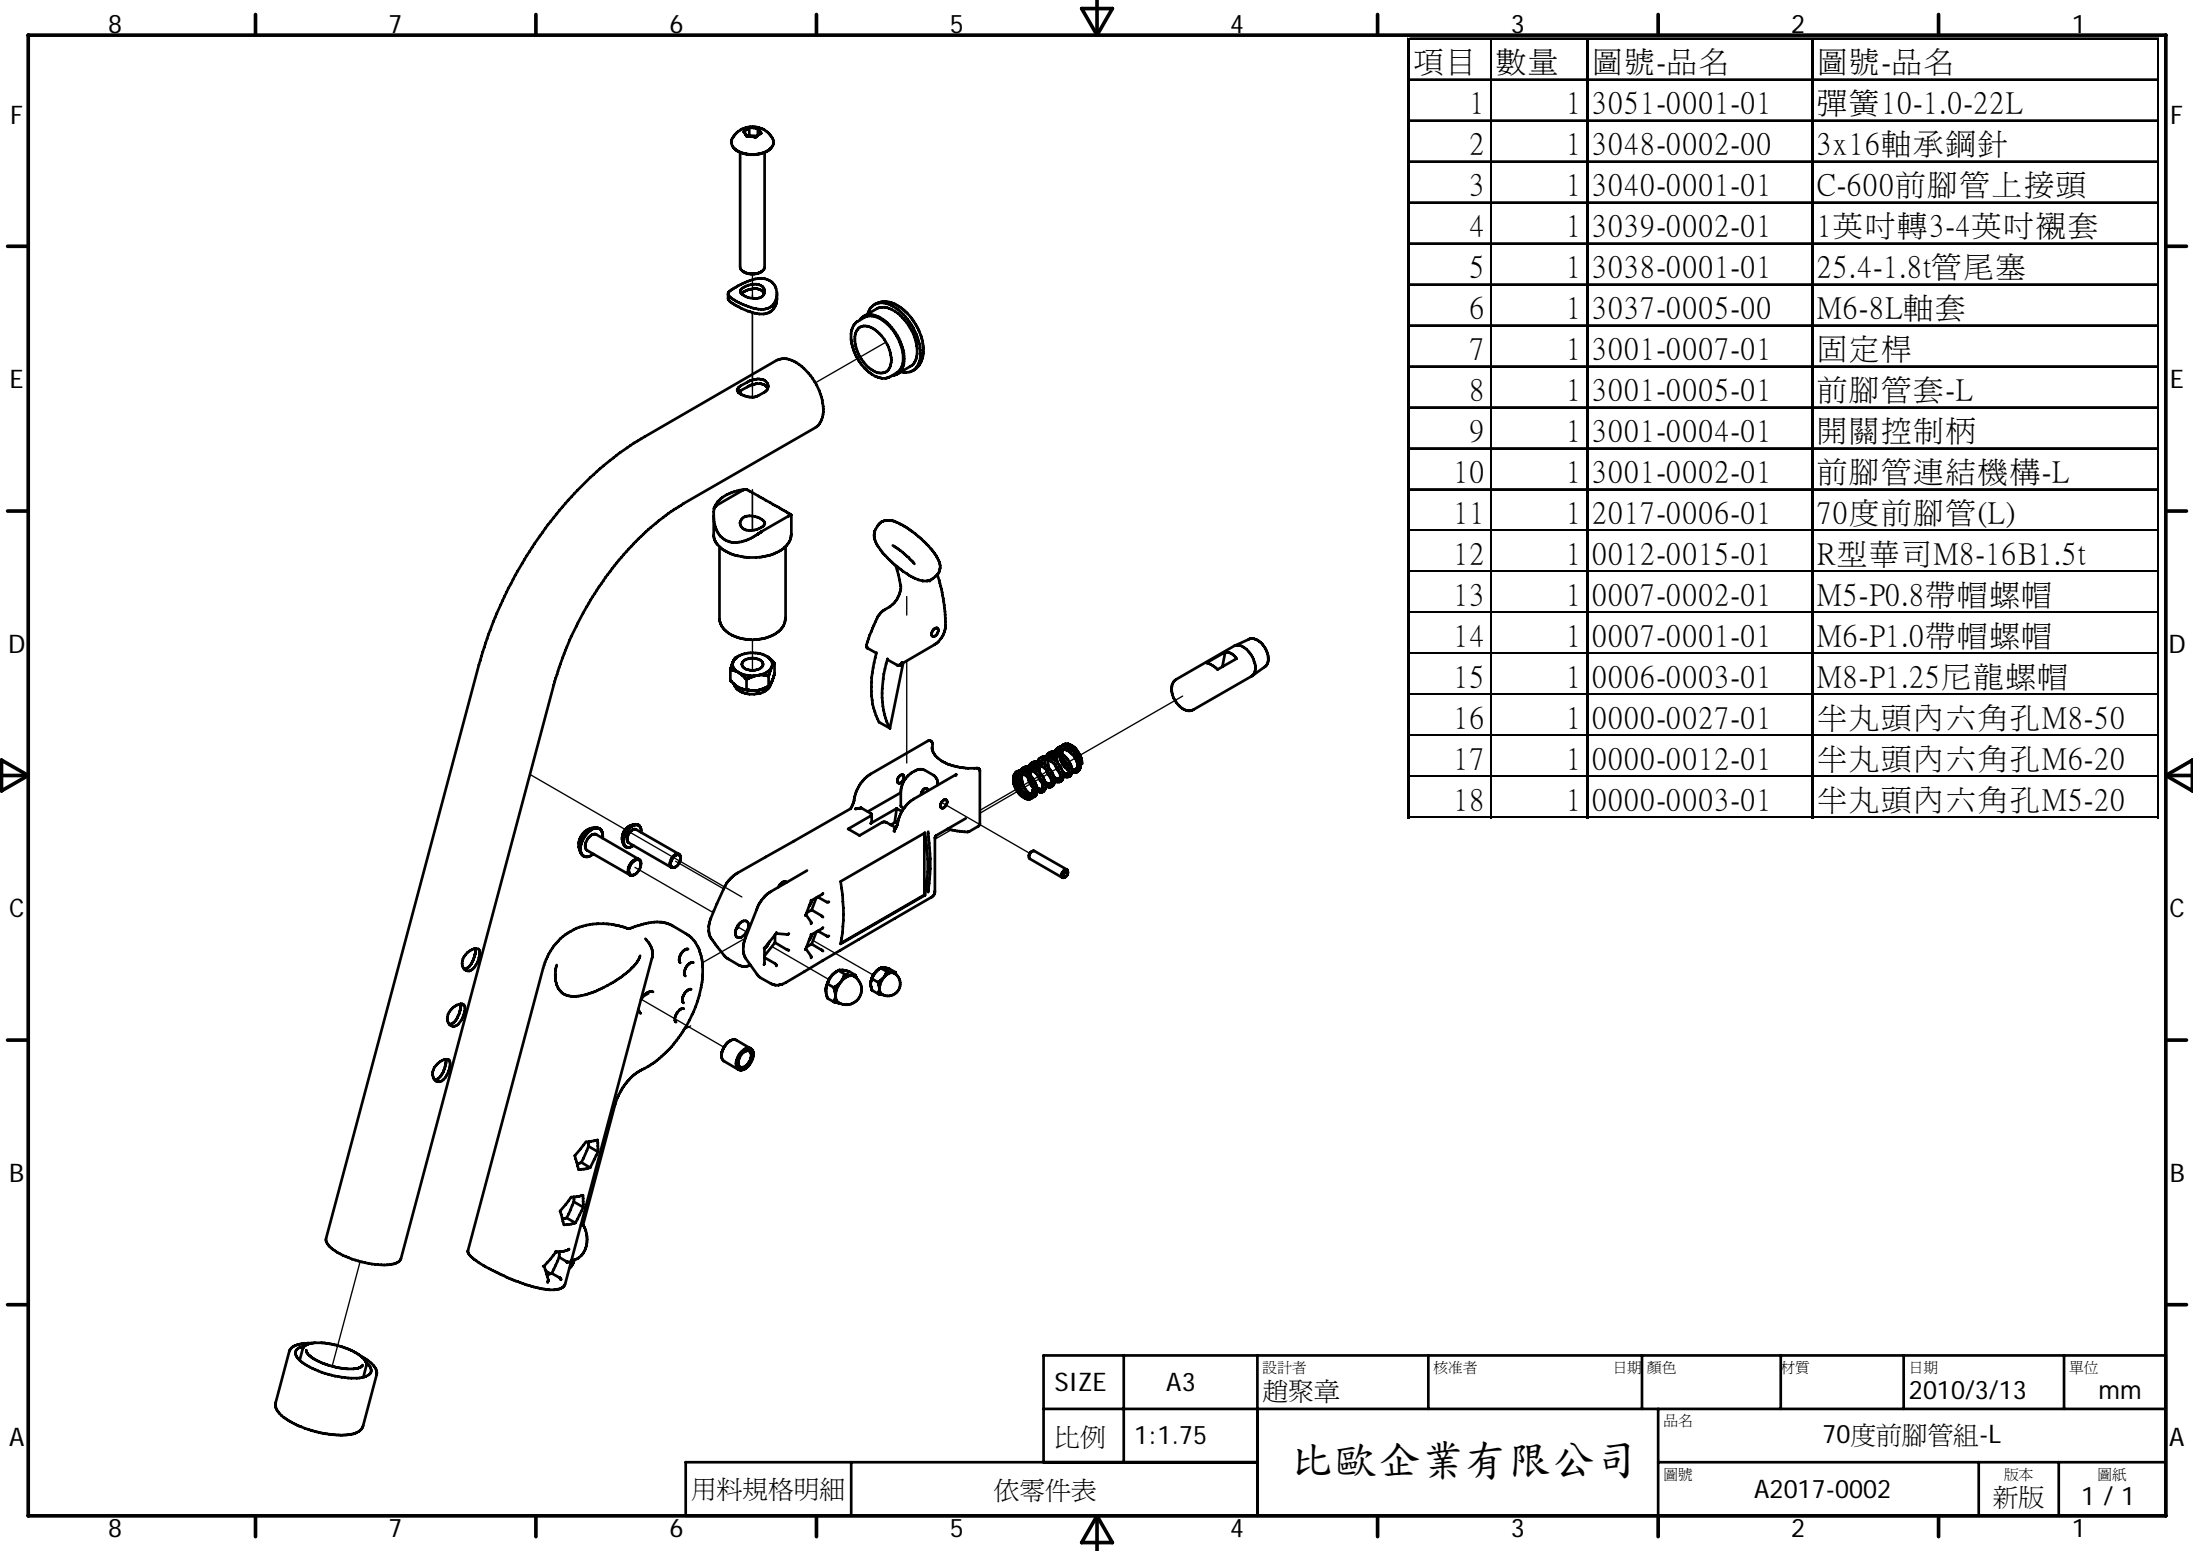 8 7 6 5 4 3 2 1
F F
E E
D D
C C
B B
A A
項目 數量 圖號-品名 圖號-品名
1 1 3051-0001-01 彈簧10-1.0-22L
2 1 3048-0002-00 3x16軸承鋼針
3 1 3040-0001-01 C-600前腳管上接頭
4 1 3039-0002-01 1英吋轉3-4英吋襯套
5 1 3038-0001-01 25.4-1.8t管尾塞
6 1 3037-0005-00 M6-8L軸套
7 1 3001-0007-01 固定桿
8 1 3001-0005-01 前腳管套-L
9 1 3001-0004-01 開關控制柄
10 1 3001-0002-01 前腳管連結機構-L
11 1 2017-0006-01 70度前腳管(L)
12 1 0012-0015-01 R型華司M8-16B1.5t
13 1 0007-0002-01 M5-P0.8帶帽螺帽
14 1 0007-0001-01 M6-P1.0帶帽螺帽
15 1 0006-0003-01 M8-P1.25尼龍螺帽
16 1 0000-0027-01 半丸頭內六角孔M8-50
17 1 0000-0012-01 半丸頭內六角孔M6-20
18 1 0000-0003-01 半丸頭內六角孔M5-20
SIZE A3 設計者 趙聚章 核准者 日期 顏色 材質 日期 2010/3/13 單位 mm
比例 1:1.75 比歐企業有限公司 品名 70度前腳管組-L
用料規格明細 依零件表 圖號 A2017-0002 版本 新版 圖紙 1 / 1
8 7 6 5 4 3 2 1